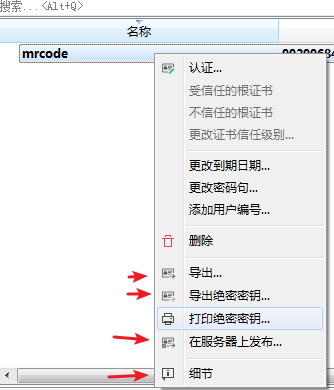 搜索...<Alt+Q>
名称
mrcode
认证...
受信任的根证书
不信任的根证书
更改证书信任级别...
更改到期日期...
更改密码句...
添加用户编号...
删除
导出...
导出绝密密钥...
打印绝密密钥...
在服务器上发布...
细节